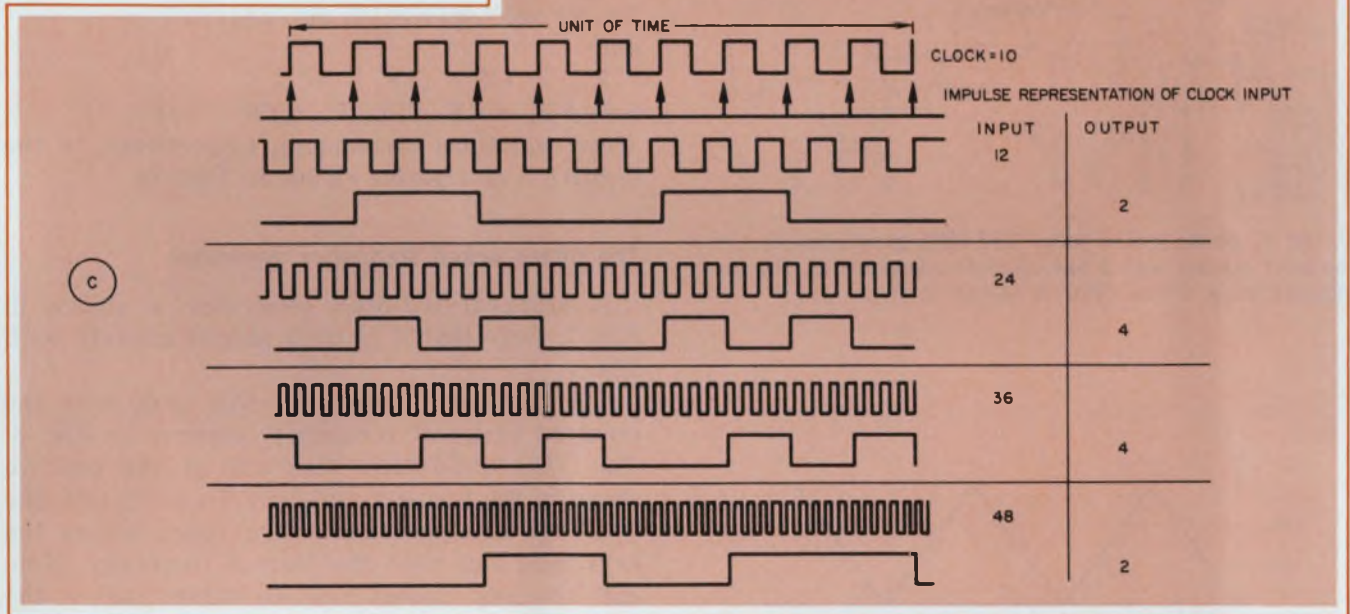 UNIT OF TIME
CLOCK=10
IMPULSE REPRESENTATION OF CLOCK INPUT
INPUT OUTPUT
12
2
C
24
4
36
4
48
2